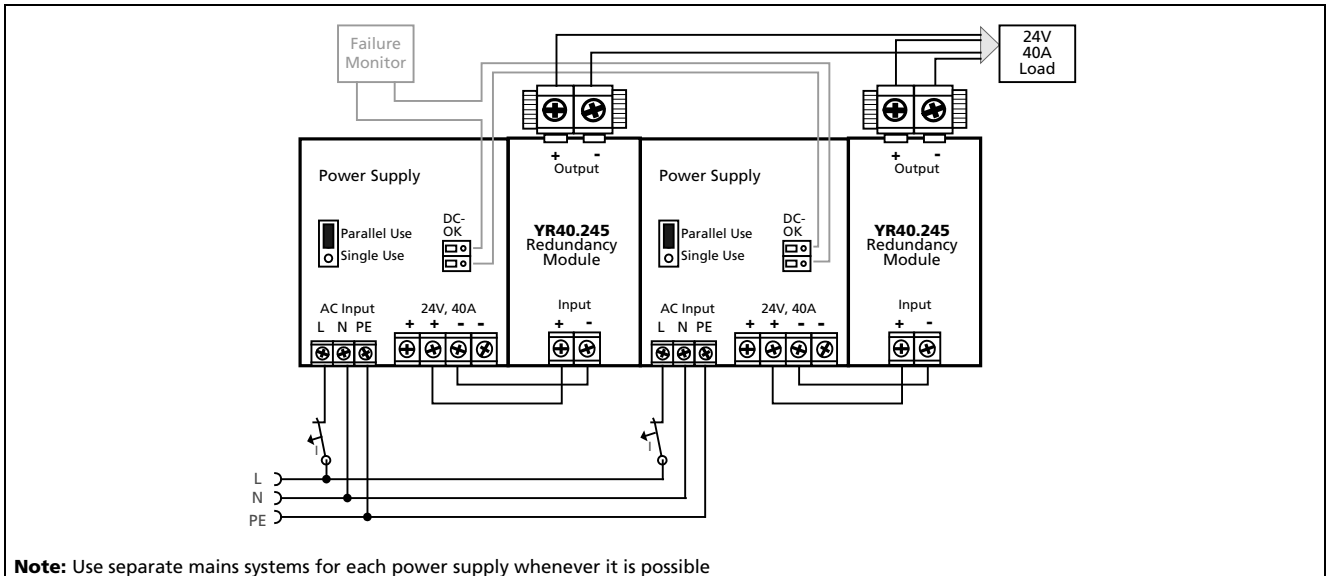 Failure
Monitor
24V
40A
Load
+ -
Output
+ -
Output
Power Supply
Power Supply
Parallel Use
Single Use
DC-
OK
YR40.245
Redundancy
Module
Parallel Use
Single Use
DC-
OK
YR40.245
Redundancy
Module
AC Input
L N PE
24V, 40A
+ + - -
Input
+ -
AC Input
L N PE
24V, 40A
+ + - -
Input
+ -
I
I
L
N
PE
Note: Use separate mains systems for each power supply whenever it is possible